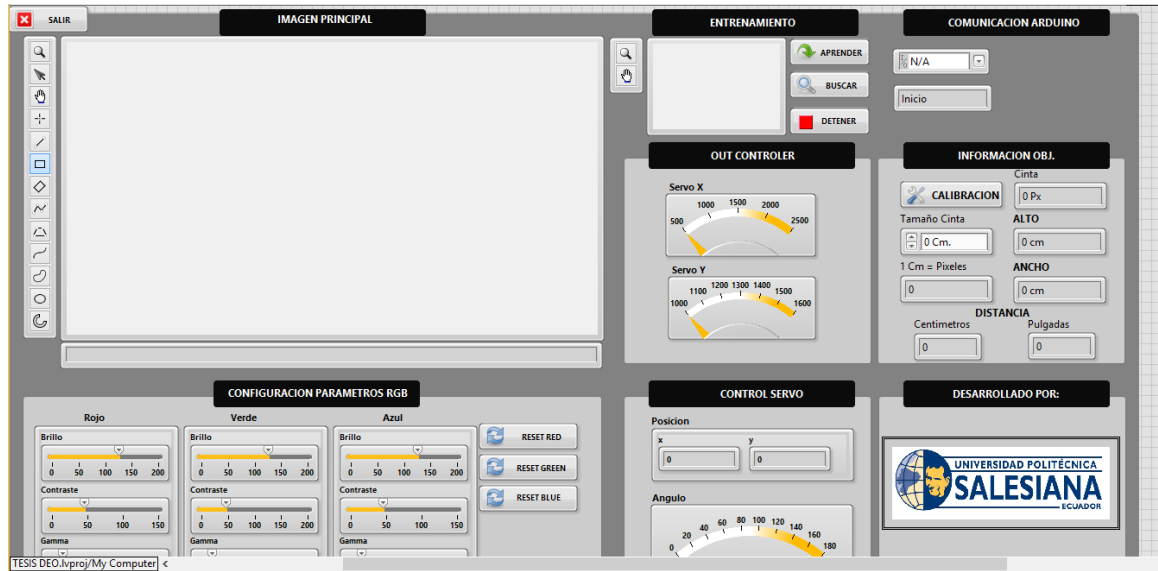 SALIR
IMAGEN PRINCIPAL
ENTRENAMIENTO
APRENDER
BUSCAR
DETENER
COMUNICACION ARDUINO
N/A
Inicio
OUT CONTROLER
Servo X
500 1000 1500 2000 2500
Servo Y
1000 1100 1200 1300 1400 1500 1600
INFORMACION OBJ.
CALIBRACION
Cinta
0 Px
Tamaño Cinta
0 Cm.
ALTO
0 cm
1 Cm = Pixeles
0
ANCHO
0 cm
DISTANCIA
Centimetros
0
Pulgadas
0
CONFIGURACION PARAMETROS RGB
Rojo
Brillo
0 50 100 150 200
Contraste
0 50 100 150
Gamma
Verde
Brillo
0 50 100 150 200
Contraste
0 50 100 150 200
Gamma
Azul
Brillo
0 50 100 150 200
Contraste
0 50 100 150
Gamma
RESET RED
RESET GREEN
RESET BLUE
CONTROL SERVO
Posicion
x
0
y
0
Angulo
0 20 40 60 80 100 120 140 160 180
DESARROLLADO POR:
UNIVERSIDAD POLITÉCNICA
SALESIANA
ECUADOR
TESIS DEO.lvproj/My Computer